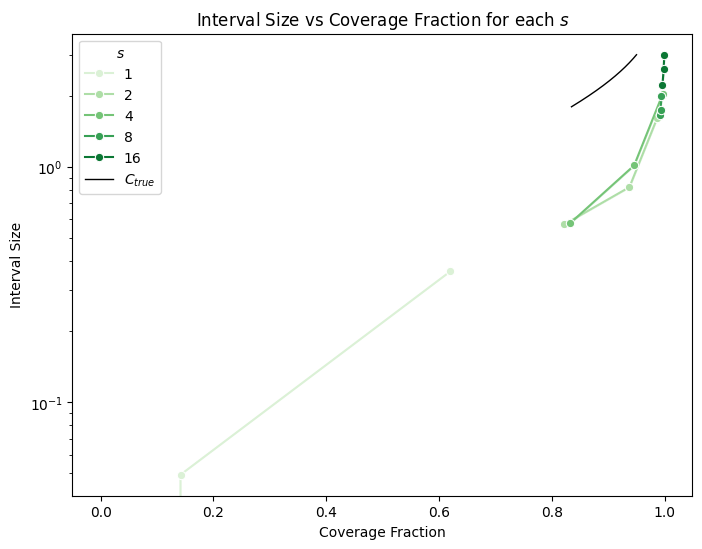 Interval Size vs Coverage Fraction for each s
s
1
2
4
8
16
C_true
10^0
10^-1
Interval Size
0.0 0.2 0.4 0.6 0.8 1.0
Coverage Fraction